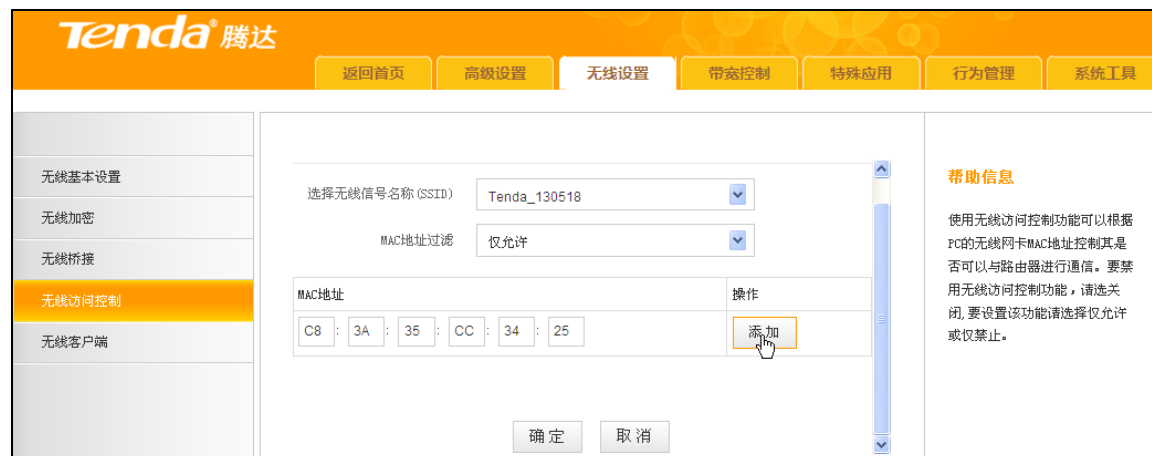 Tenda® 腾达
返回首页 高级设置 无线设置 带宽控制 特殊应用 行为管理 系统工具
无线基本设置
无线加密
无线桥接
无线访问控制
无线客户端
选择无线信号名称(SSID) Tenda_130518
MAC地址过滤 仅允许
MAC地址 操作
C8 : 3A : 35 : CC : 34 : 25 添加
确定 取消
帮助信息
使用无线访问控制功能可以根据
PC的无线网卡MAC地址控制其是
否可以与路由器进行通信。要禁
用无线访问控制功能，请选关
闭,要设置该功能请选择仅允许
或仅禁止。